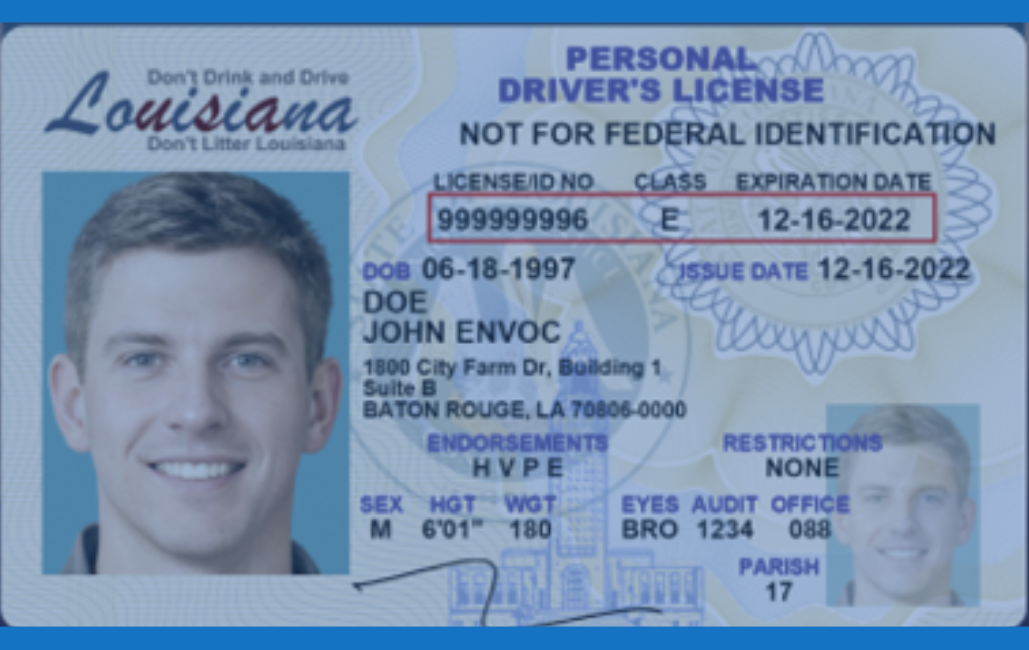 Don't Drink and Drive
Louisiana
Don't Litter Louisiana
PERSONAL
DRIVER'S LICENSE
NOT FOR FEDERAL IDENTIFICATION
LICENSE/ID NO CLASS EXPIRATION DATE
999999996 E 12-16-2022
DOB 06-18-1997 ISSUE DATE 12-16-2022
DOE
JOHN ENVOC
1800 City Farm Dr, Building 1
Suite B
BATON ROUGE, LA 70806-0000
ENDORSEMENTS RESTRICTIONS
H V P E NONE
SEX HGT WGT EYES AUDIT OFFICE
M 6'01" 180 BRO 1234 088
PARISH
17